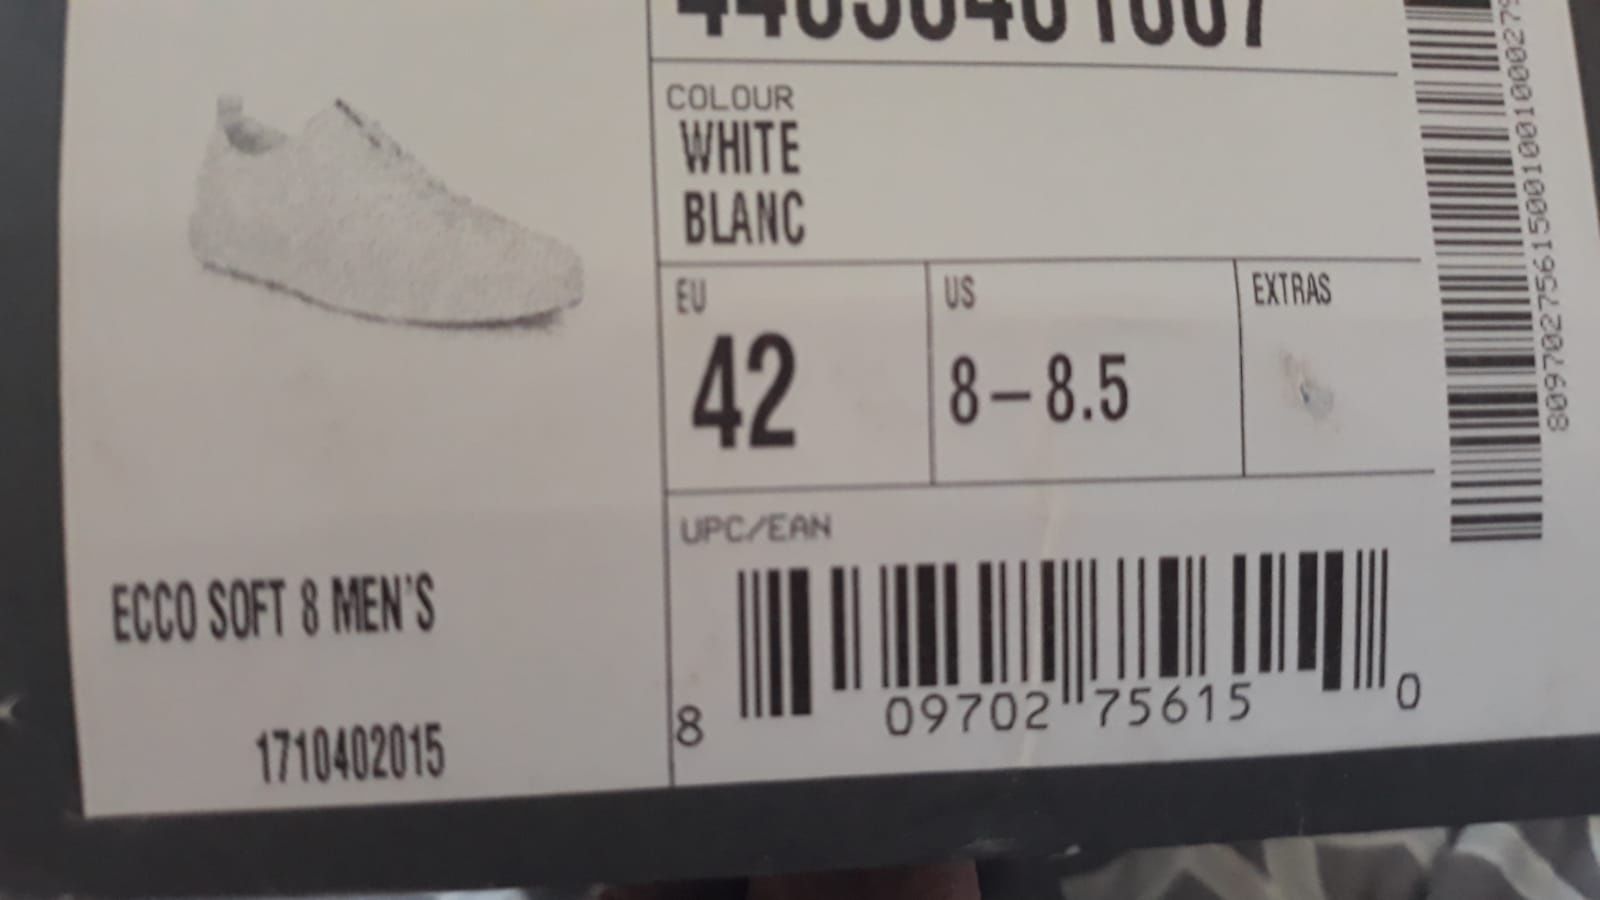 44050401007
COLOUR
WHITE
BLANC
EU
42
US
8–8.5
EXTRAS
UPC/EAN
8 09702 75615 0
ECCO SOFT 8 MEN'S
1710402015